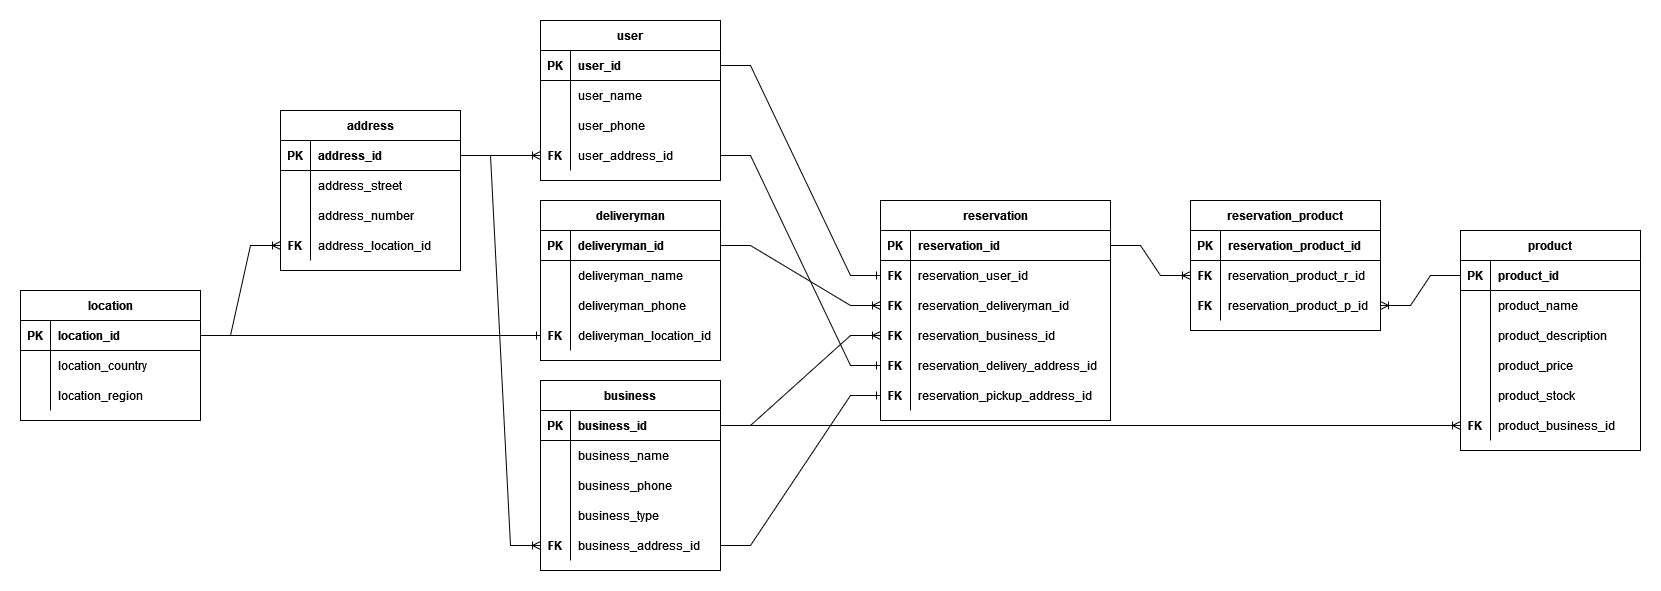 user
PK user_id
user_name
user_phone
FK user_address_id
address
PK address_id
address_street
address_number
FK address_location_id
location
PK location_id
location_country
location_region
deliveryman
PK deliveryman_id
deliveryman_name
deliveryman_phone
FK deliveryman_location_id
business
PK business_id
business_name
business_phone
business_type
FK business_address_id
reservation
PK reservation_id
FK reservation_user_id
FK reservation_deliveryman_id
FK reservation_business_id
FK reservation_delivery_address_id
FK reservation_pickup_address_id
reservation_product
PK reservation_product_id
FK reservation_product_r_id
FK reservation_product_p_id
product
PK product_id
product_name
product_description
product_price
product_stock
FK product_business_id